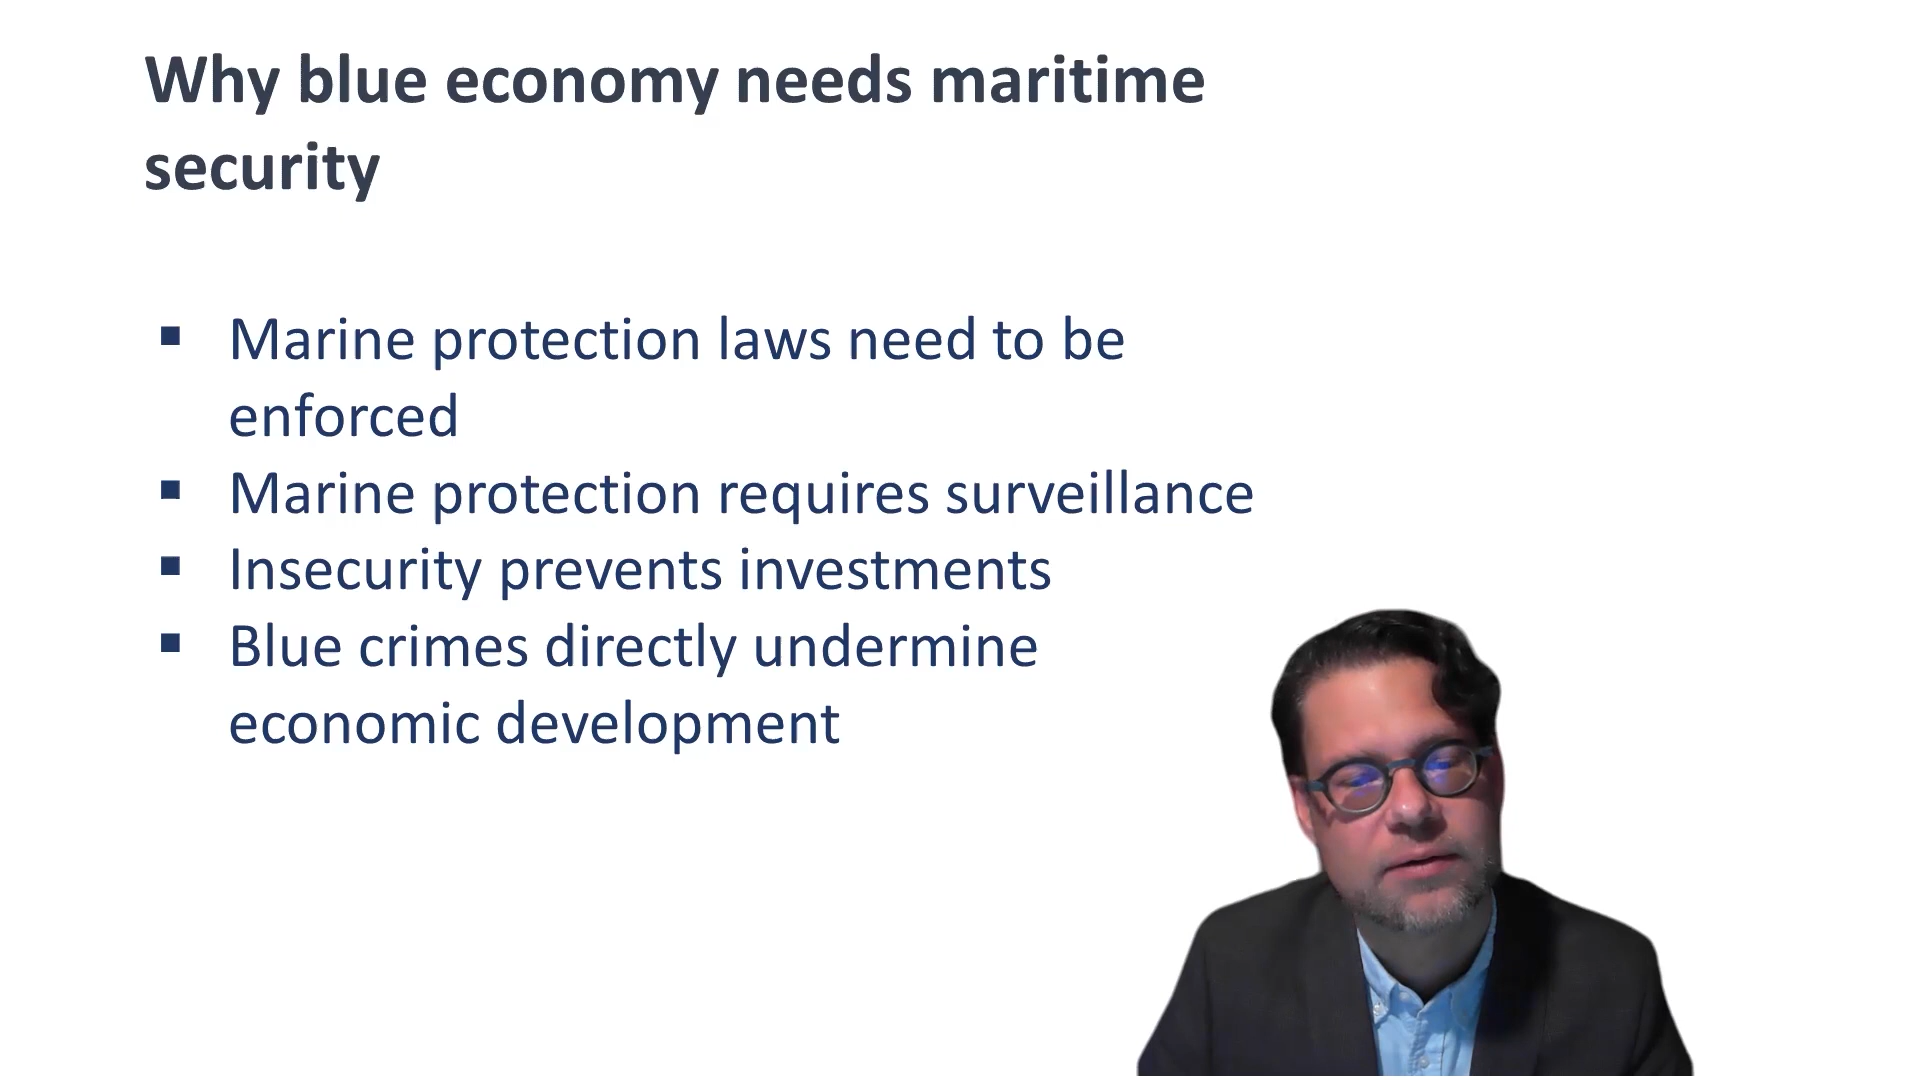 Why blue economy needs maritime
security
▪ Marine protection laws need to be
enforced
▪ Marine protection requires surveillance
▪ Insecurity prevents investments
▪ Blue crimes directly undermine
economic development